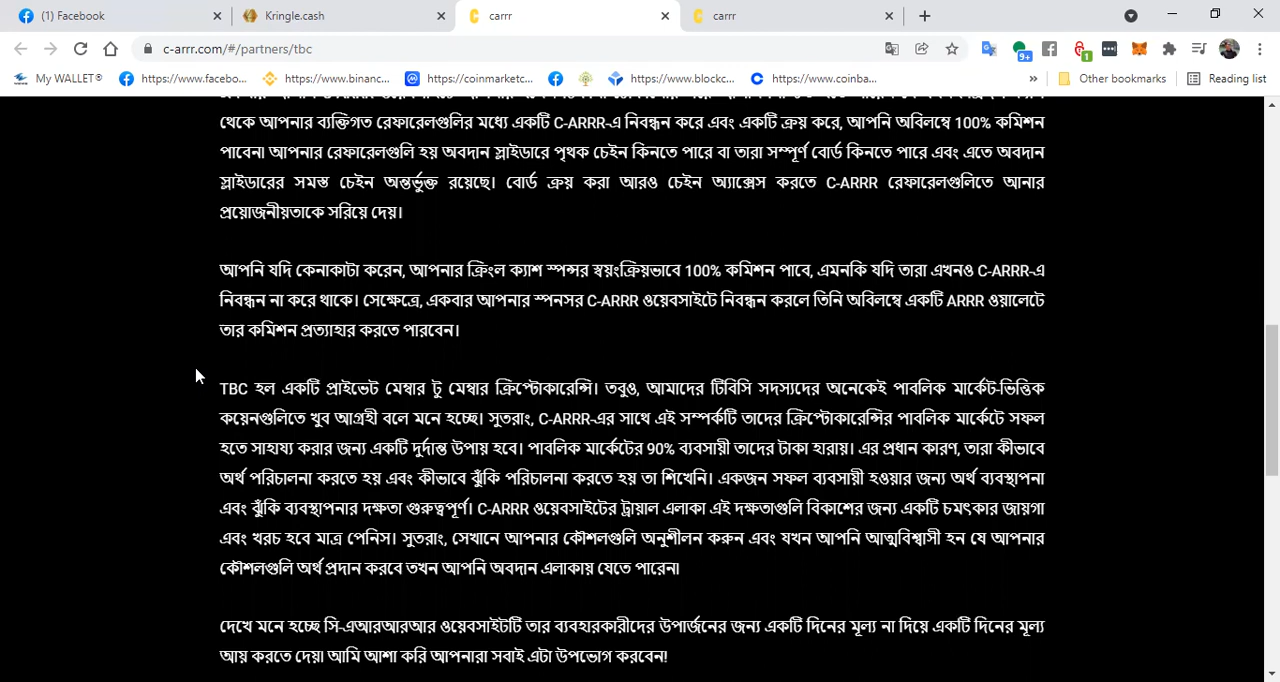 (1) Facebook
Kringle.cash
carrr
carrr
c-arrr.com/#/partners/tbc
9+
1
My WALLET®
https://www.facebo...
https://www.binanc...
https://coinmarketc...
https://www.blockc...
https://www.coinba...
»
Other bookmarks
Reading list
থেকে আপনার ব্যক্তিগত রেফারেলগুলির মধ্যে একটি C-ARRR-এ নিবন্ধন করে এবং একটি ক্রয় করে, আপনি অবিলম্বে 100% কমিশন
পাবেন৷ আপনার রেফারেলগুলি হয় অবদান স্লাইডারে পৃথক চেইন কিনতে পারে বা তারা সম্পূর্ণ বোর্ড কিনতে পারে এবং এতে অবদান
স্লাইডারের সমস্ত চেইন অন্তর্ভুক্ত রয়েছে। বোর্ড ক্রয় করা আরও চেইন অ্যাক্সেস করতে C-ARRR রেফারেলগুলিতে আনার
প্রয়োজনীয়তাকে সরিয়ে দেয়।
আপনি যদি কেনাকাটা করেন, আপনার ক্রিংল ক্যাশ স্পন্সর স্বয়ংক্রিয়ভাবে 100% কমিশন পাবে, এমনকি যদি তারা এখনও C-ARRR-এ
নিবন্ধন না করে থাকে। সেক্ষেত্রে, একবার আপনার স্পনসর C-ARRR ওয়েবসাইটে নিবন্ধন করলে তিনি অবিলম্বে একটি ARRR ওয়ালেটে
তার কমিশন প্রত্যাহার করতে পারবেন।
TBC হল একটি প্রাইভেট মেম্বার টু মেম্বার ক্রিপ্টোকারেন্সি। তবুও, আমাদের টিবিসি সদস্যদের অনেকেই পাবলিক মার্কেট-ভিত্তিক
কয়েনগুলিতে খুব আগ্রহী বলে মনে হচ্ছে। সুতরাং, C-ARRR-এর সাথে এই সম্পর্কটি তাদের ক্রিপ্টোকারেন্সির পাবলিক মার্কেটে সফল
হতে সাহায্য করার জন্য একটি দুর্দান্ত উপায় হবে। পাবলিক মার্কেটের 90% ব্যবসায়ী তাদের টাকা হারায়। এর প্রধান কারণ, তারা কীভাবে
অর্থ পরিচালনা করতে হয় এবং কীভাবে ঝুঁকি পরিচালনা করতে হয় তা শিখেনি। একজন সফল ব্যবসায়ী হওয়ার জন্য অর্থ ব্যবস্থাপনা
এবং ঝুঁকি ব্যবস্থাপনার দক্ষতা গুরুত্বপূর্ণ। C-ARRR ওয়েবসাইটের ট্রায়াল এলাকা এই দক্ষতাগুলি বিকাশের জন্য একটি চমৎকার জায়গা
এবং খরচ হবে মাত্র পেনিস। সুতরাং, সেখানে আপনার কৌশলগুলি অনুশীলন করুন এবং যখন আপনি আত্মবিশ্বাসী হন যে আপনার
কৌশলগুলি অর্থ প্রদান করবে তখন আপনি অবদান এলাকায় যেতে পারেন৷
দেখে মনে হচ্ছে সি-এআরআরআর ওয়েবসাইটটি তার ব্যবহারকারীদের উপার্জনের জন্য একটি দিনের মূল্য না দিয়ে একটি দিনের মূল্য
আয় করতে দেয়৷ আমি আশা করি আপনারা সবাই এটা উপভোগ করবেন!